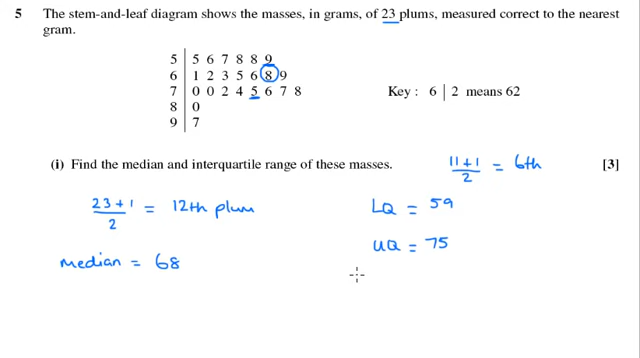 5 The stem-and-leaf diagram shows the masses, in grams, of 23 plums, measured correct to the nearest
gram.
5 | 5 6 7 8 8 9
6 | 1 2 3 5 6 8 9
7 | 0 0 2 4 5 6 7 8
8 | 0
9 | 7
Key : 6 | 2 means 62
(i) Find the median and interquartile range of these masses. [3]
11+1/2 = 6th
23+1/2 = 12th plum
LQ = 59
UQ = 75
median = 68